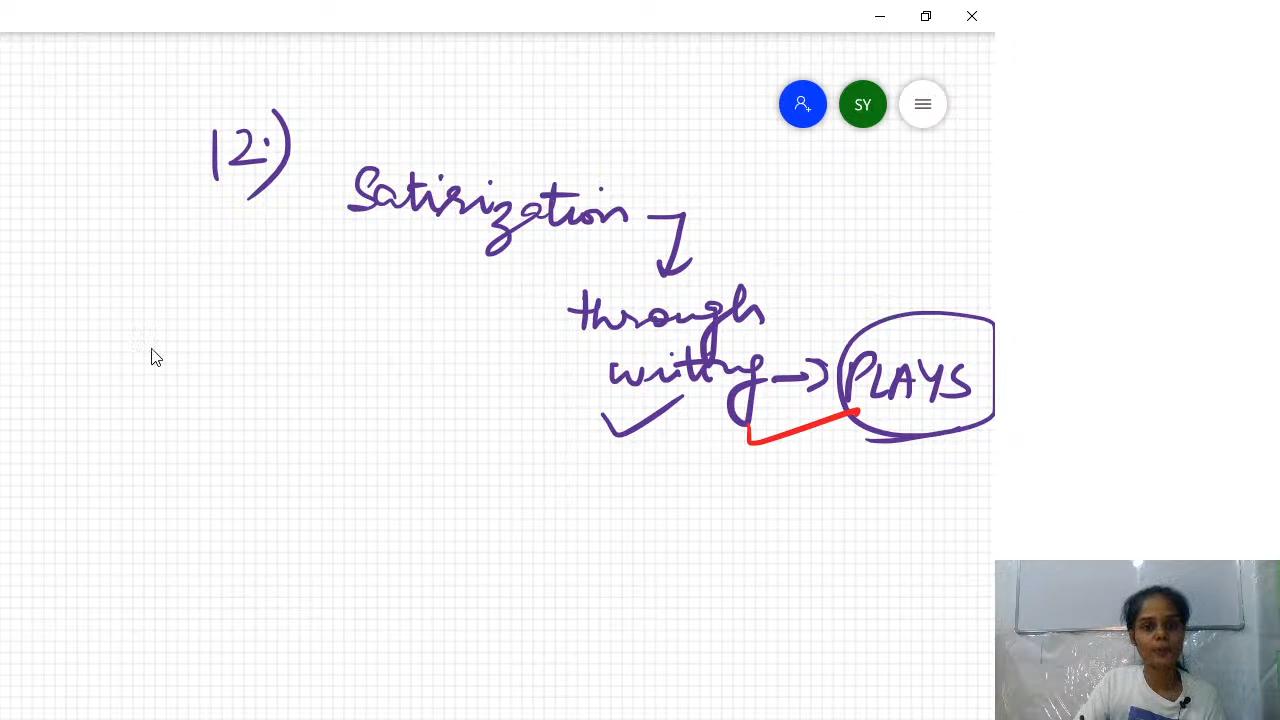 SY
12.)
Satirization
through
writing → PLAYS